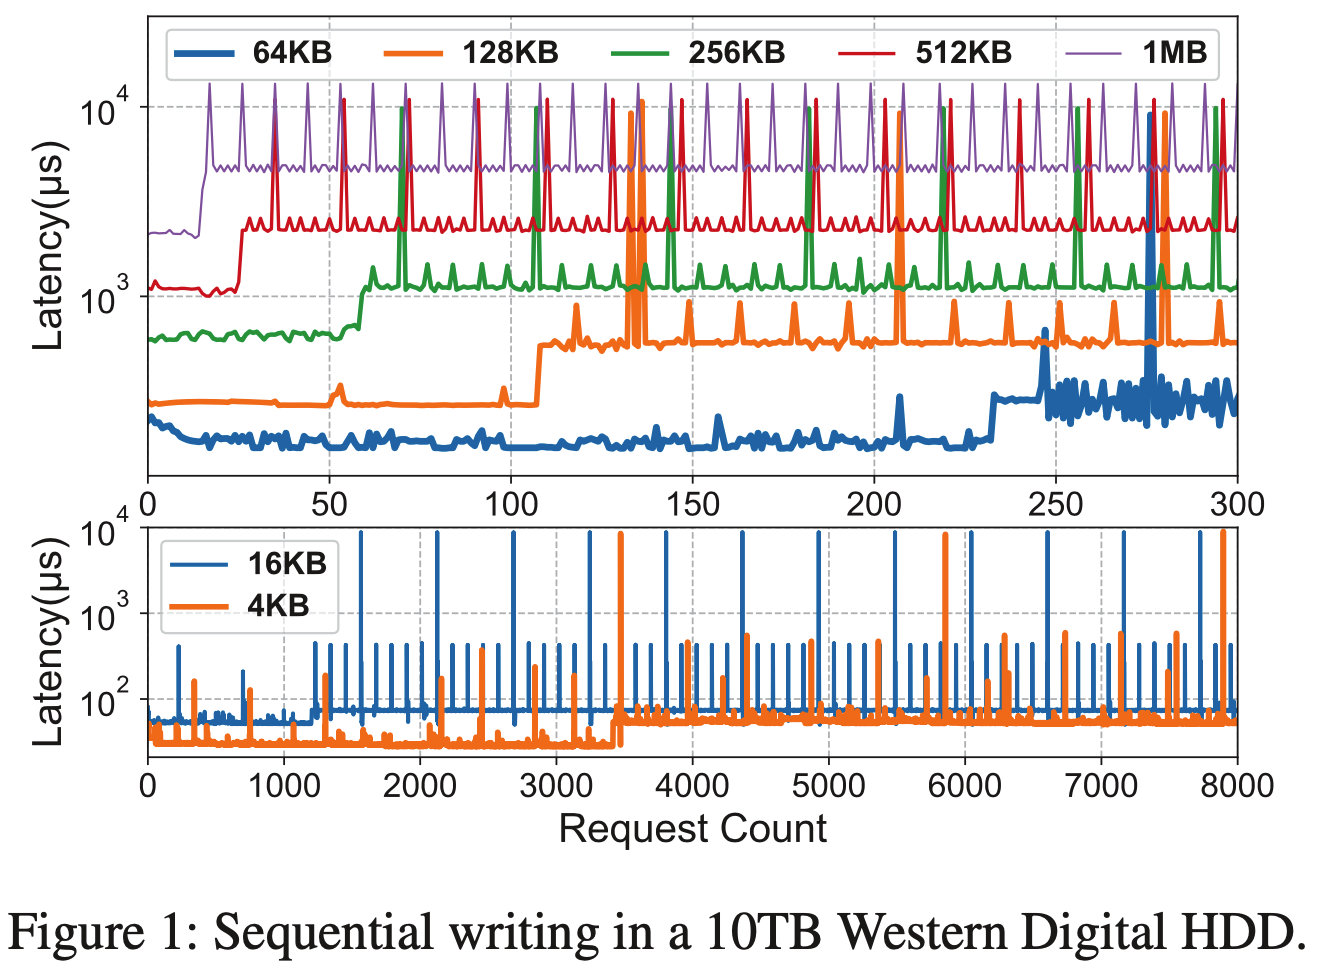 64KB 128KB 256KB 512KB 1MB
10^4
10^3
Latency(µs)
0 50 100 150 200 250 300
10^4
10^3
10^2
Latency(µs)
16KB
4KB
0 1000 2000 3000 4000 5000 6000 7000 8000
Request Count
Figure 1: Sequential writing in a 10TB Western Digital HDD.